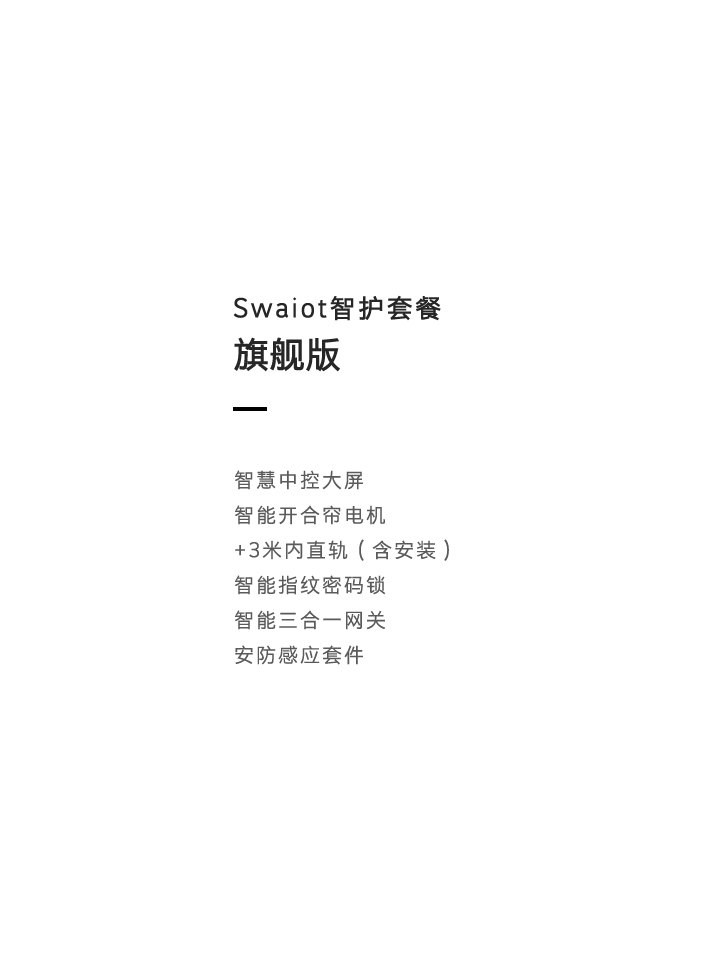 Swaiot智护套餐
旗舰版
智慧中控大屏
智能开合帘电机
+3米内直轨（含安装）
智能指纹密码锁
智能三合一网关
安防感应套件